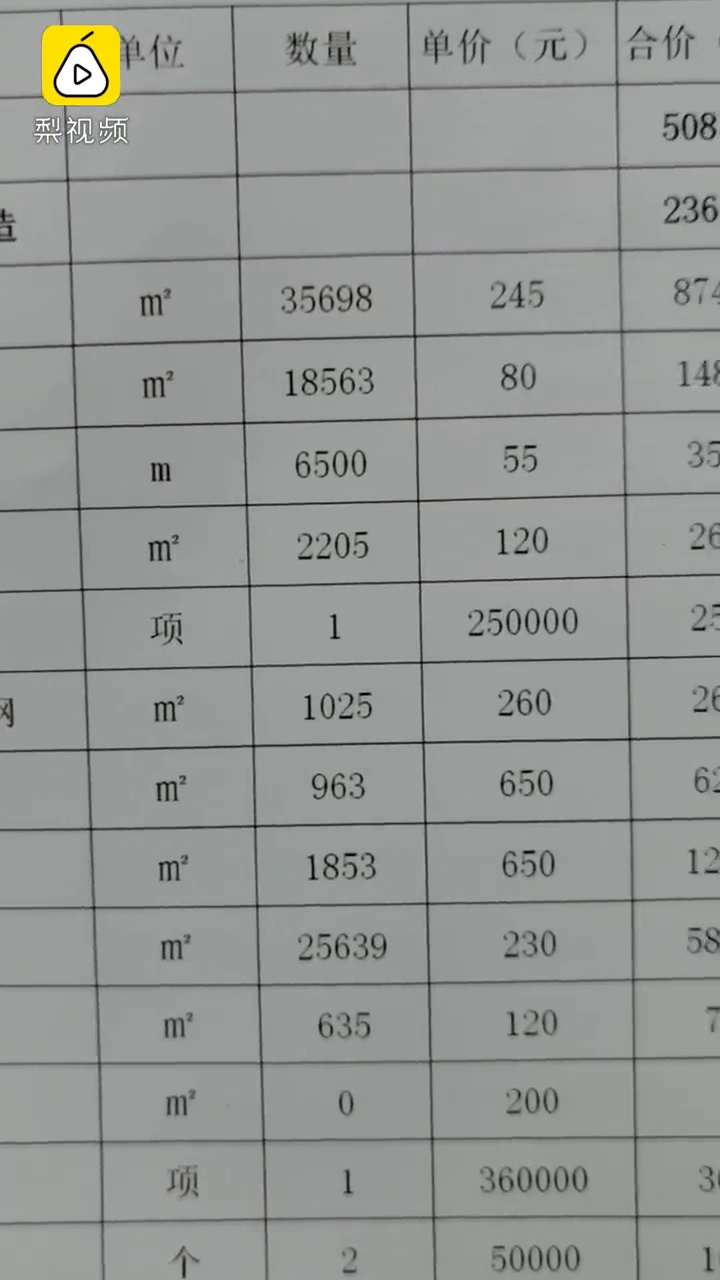 梨视频
单位 数量 单价（元） 合价
508
造 236
m² 35698 245 874
m² 18563 80 148
m 6500 55 35
m² 2205 120 26
项 1 250000 25
m² 1025 260 26
m² 963 650 62
m² 1853 650 12
m² 25639 230 58
m² 635 120 7
m² 0 200
项 1 360000 3
个 2 50000 1